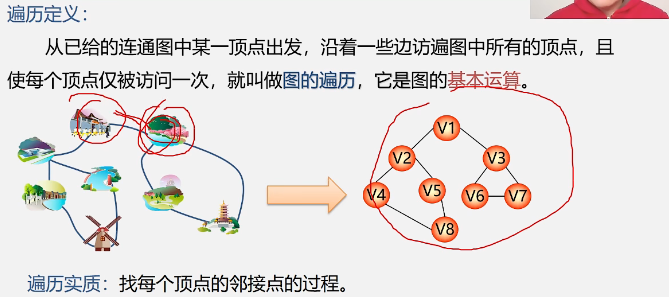 遍历定义：
从已给的连通图中某一顶点出发，沿着一些边访遍图中所有的顶点，且
使每个顶点仅被访问一次，就叫做图的遍历，它是图的基本运算。
V1
V2
V3
V4
V5
V6
V7
V8
遍历实质：找每个顶点的邻接点的过程。